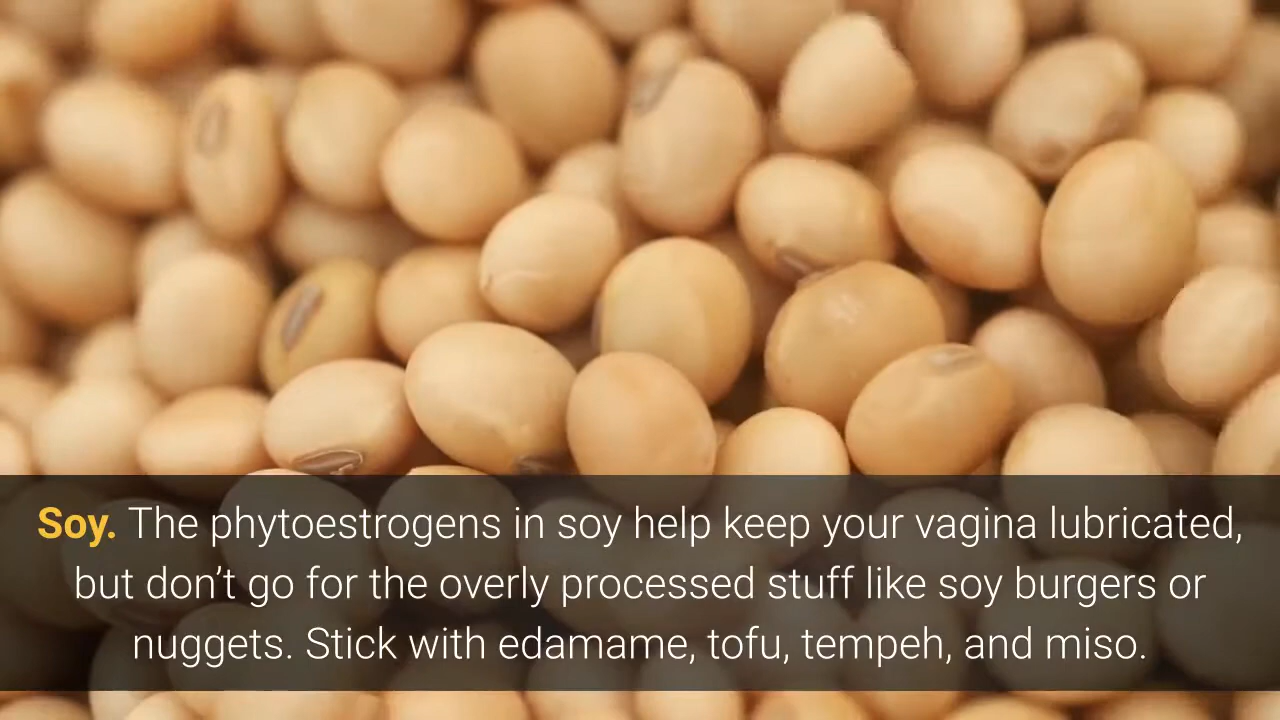 Soy. The phytoestrogens in soy help keep your vagina lubricated,
but don’t go for the overly processed stuff like soy burgers or
nuggets. Stick with edamame, tofu, tempeh, and miso.